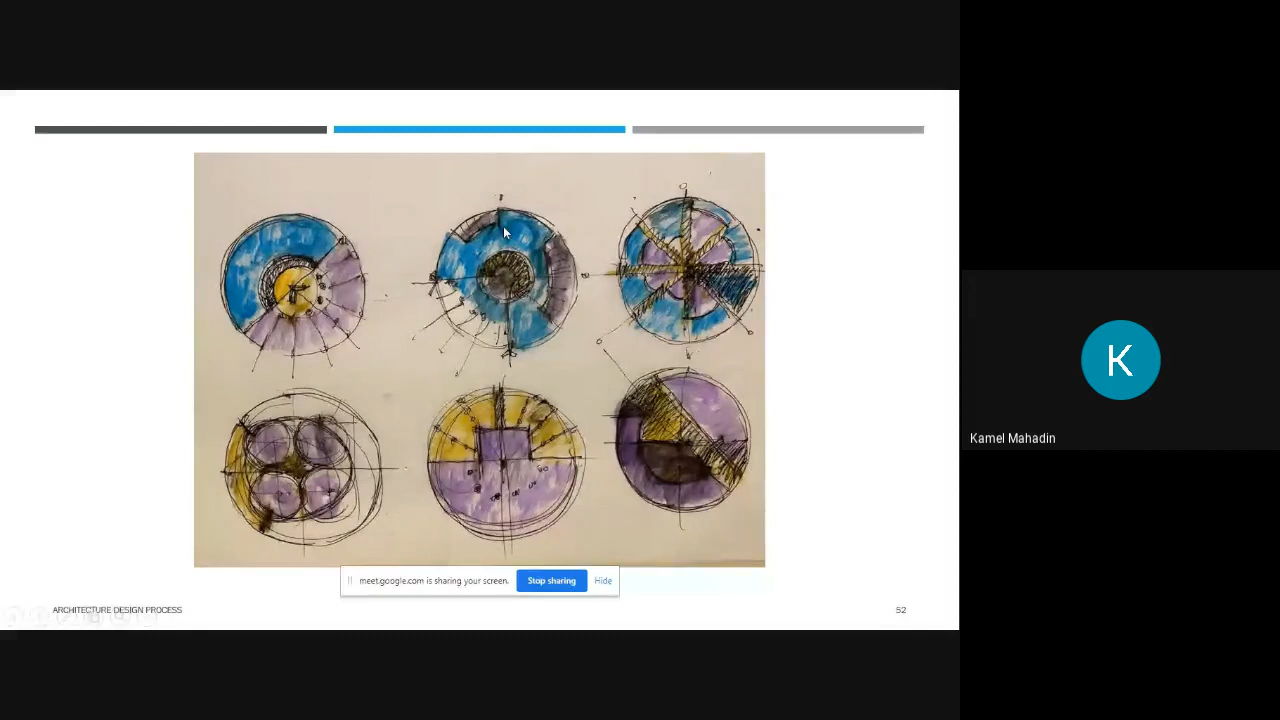 meet.google.com is sharing your screen.
Stop sharing
Hide
ARCHITECTURE DESIGN PROCESS
52
K
Kamel Mahadin